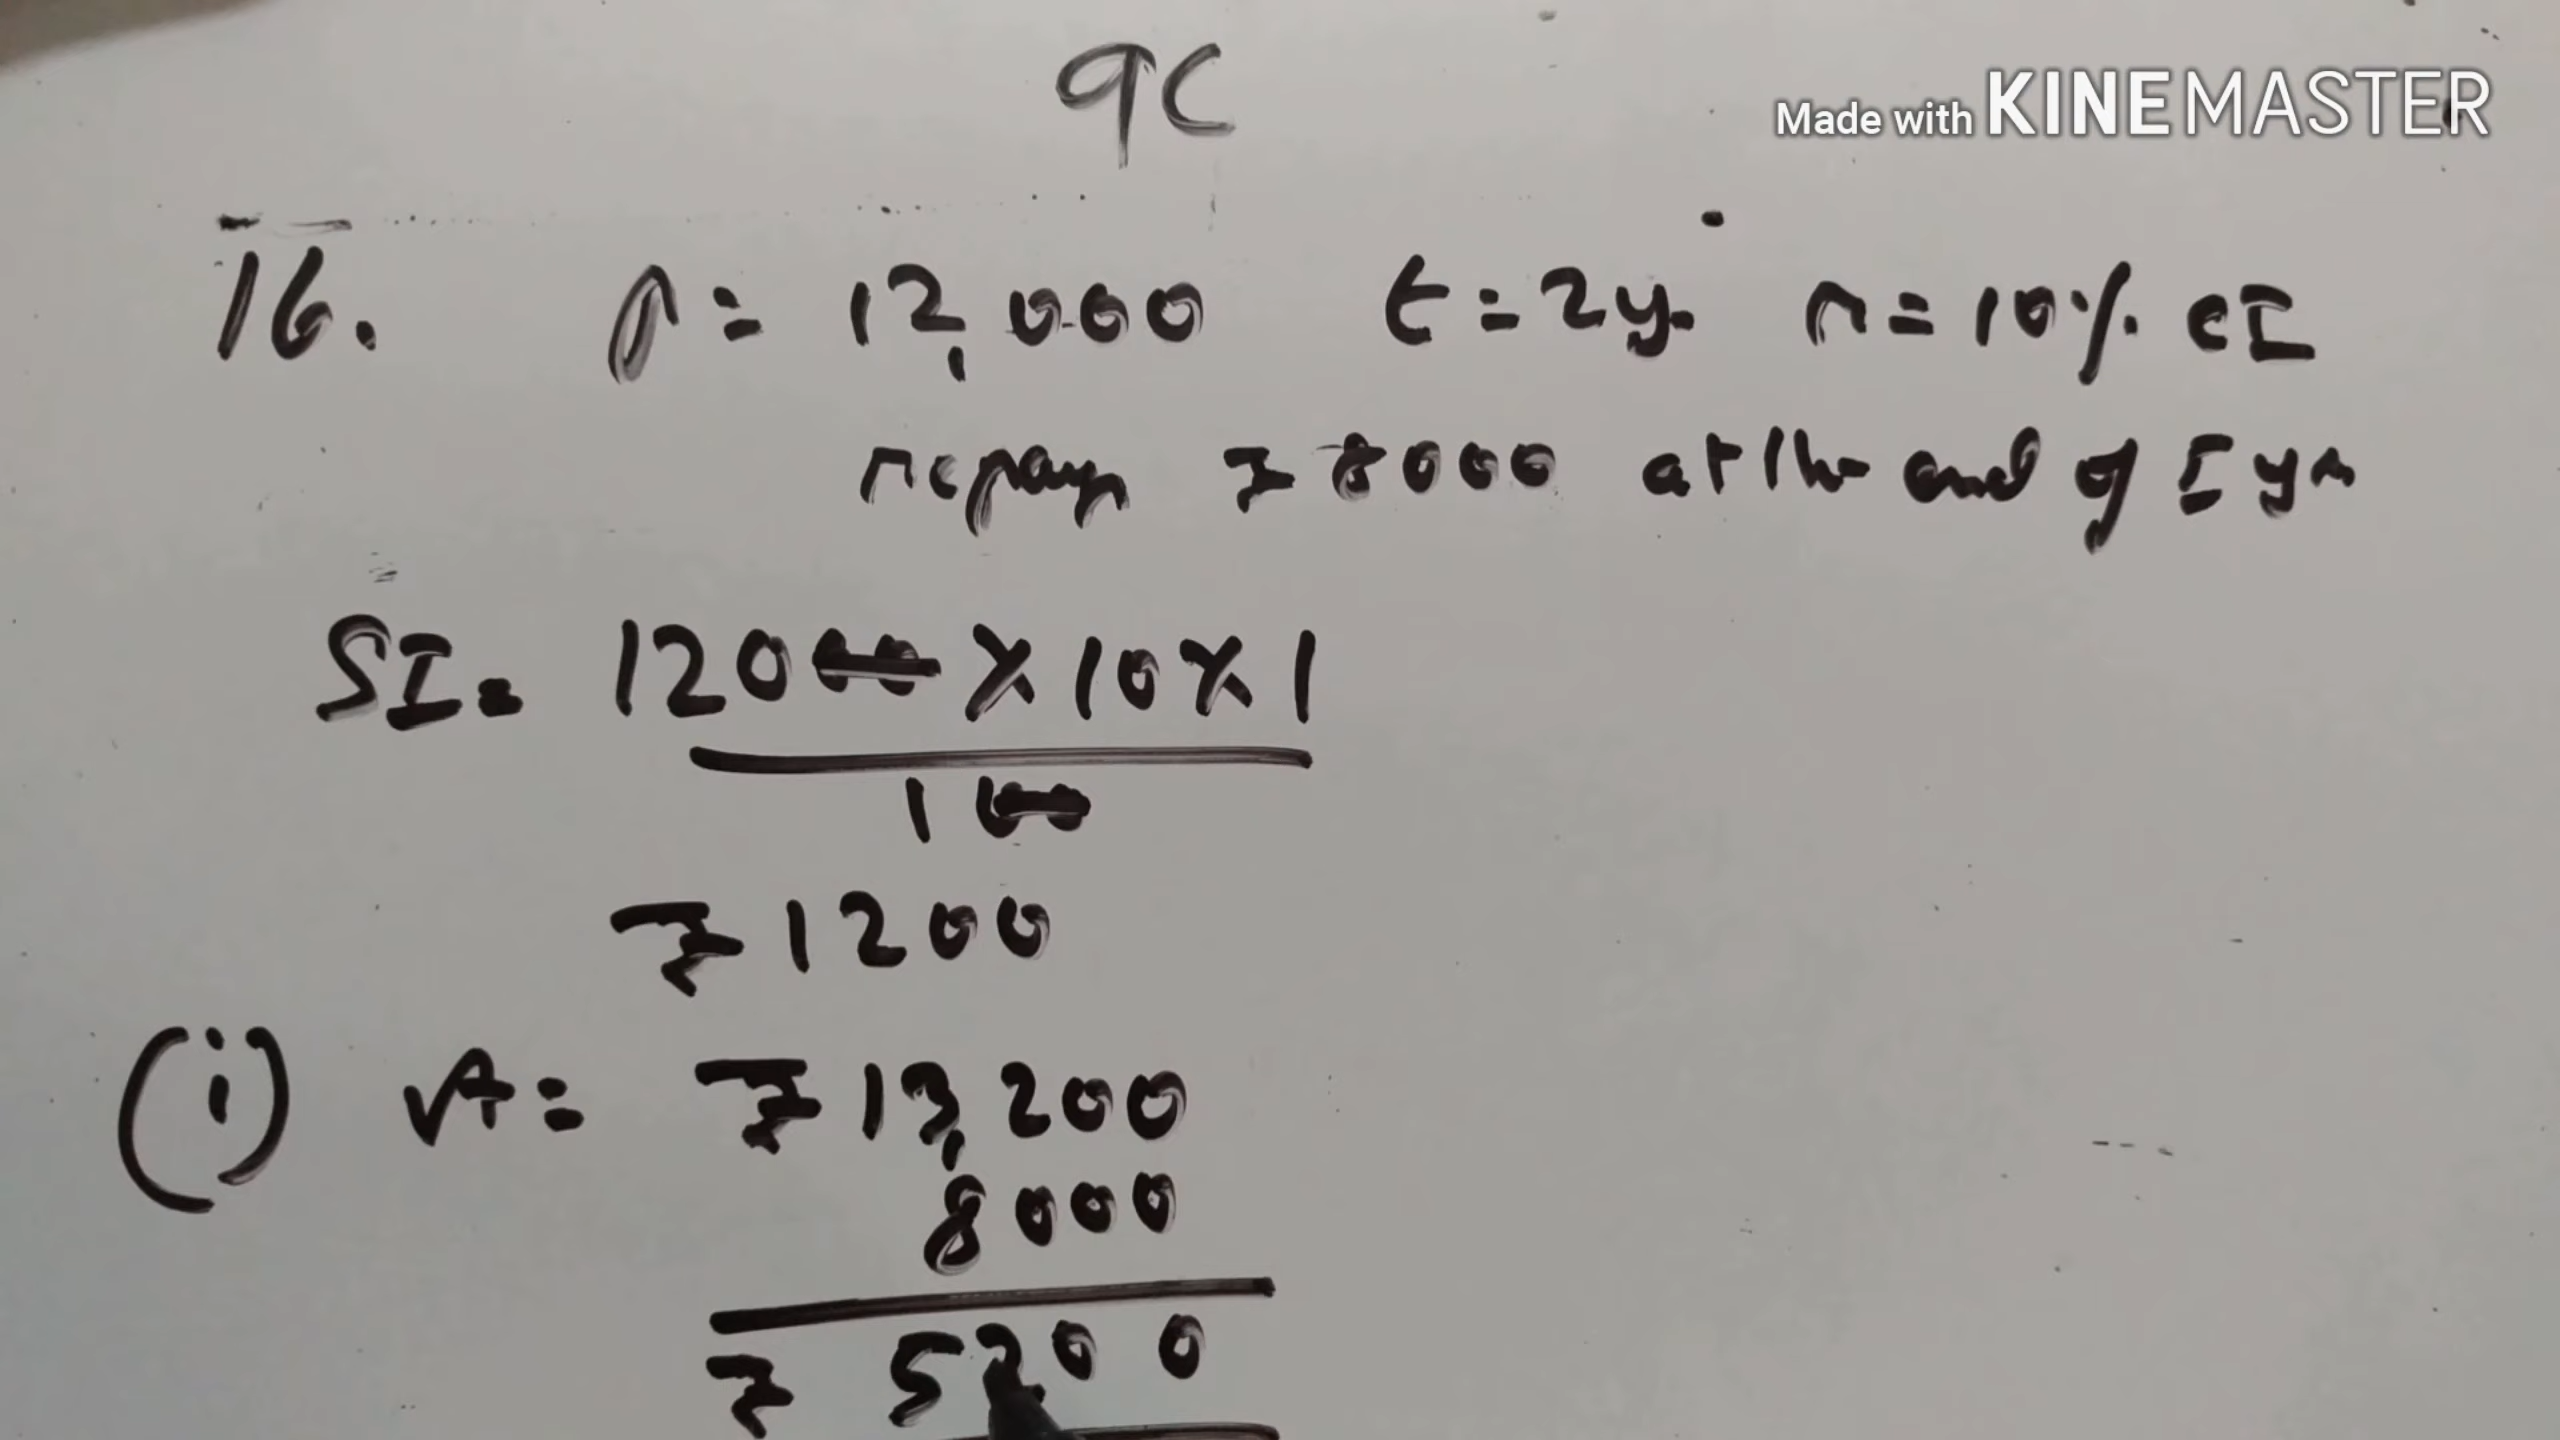 9C
Made with KINEMASTER
16. P = 12,000 t = 2y. r = 10% CI
repay ₹ 8000 at the end of I yr
SI = 12000 x 10 x 1
100
₹ 1200
(i) A = ₹ 13,200
8000
₹ 5200